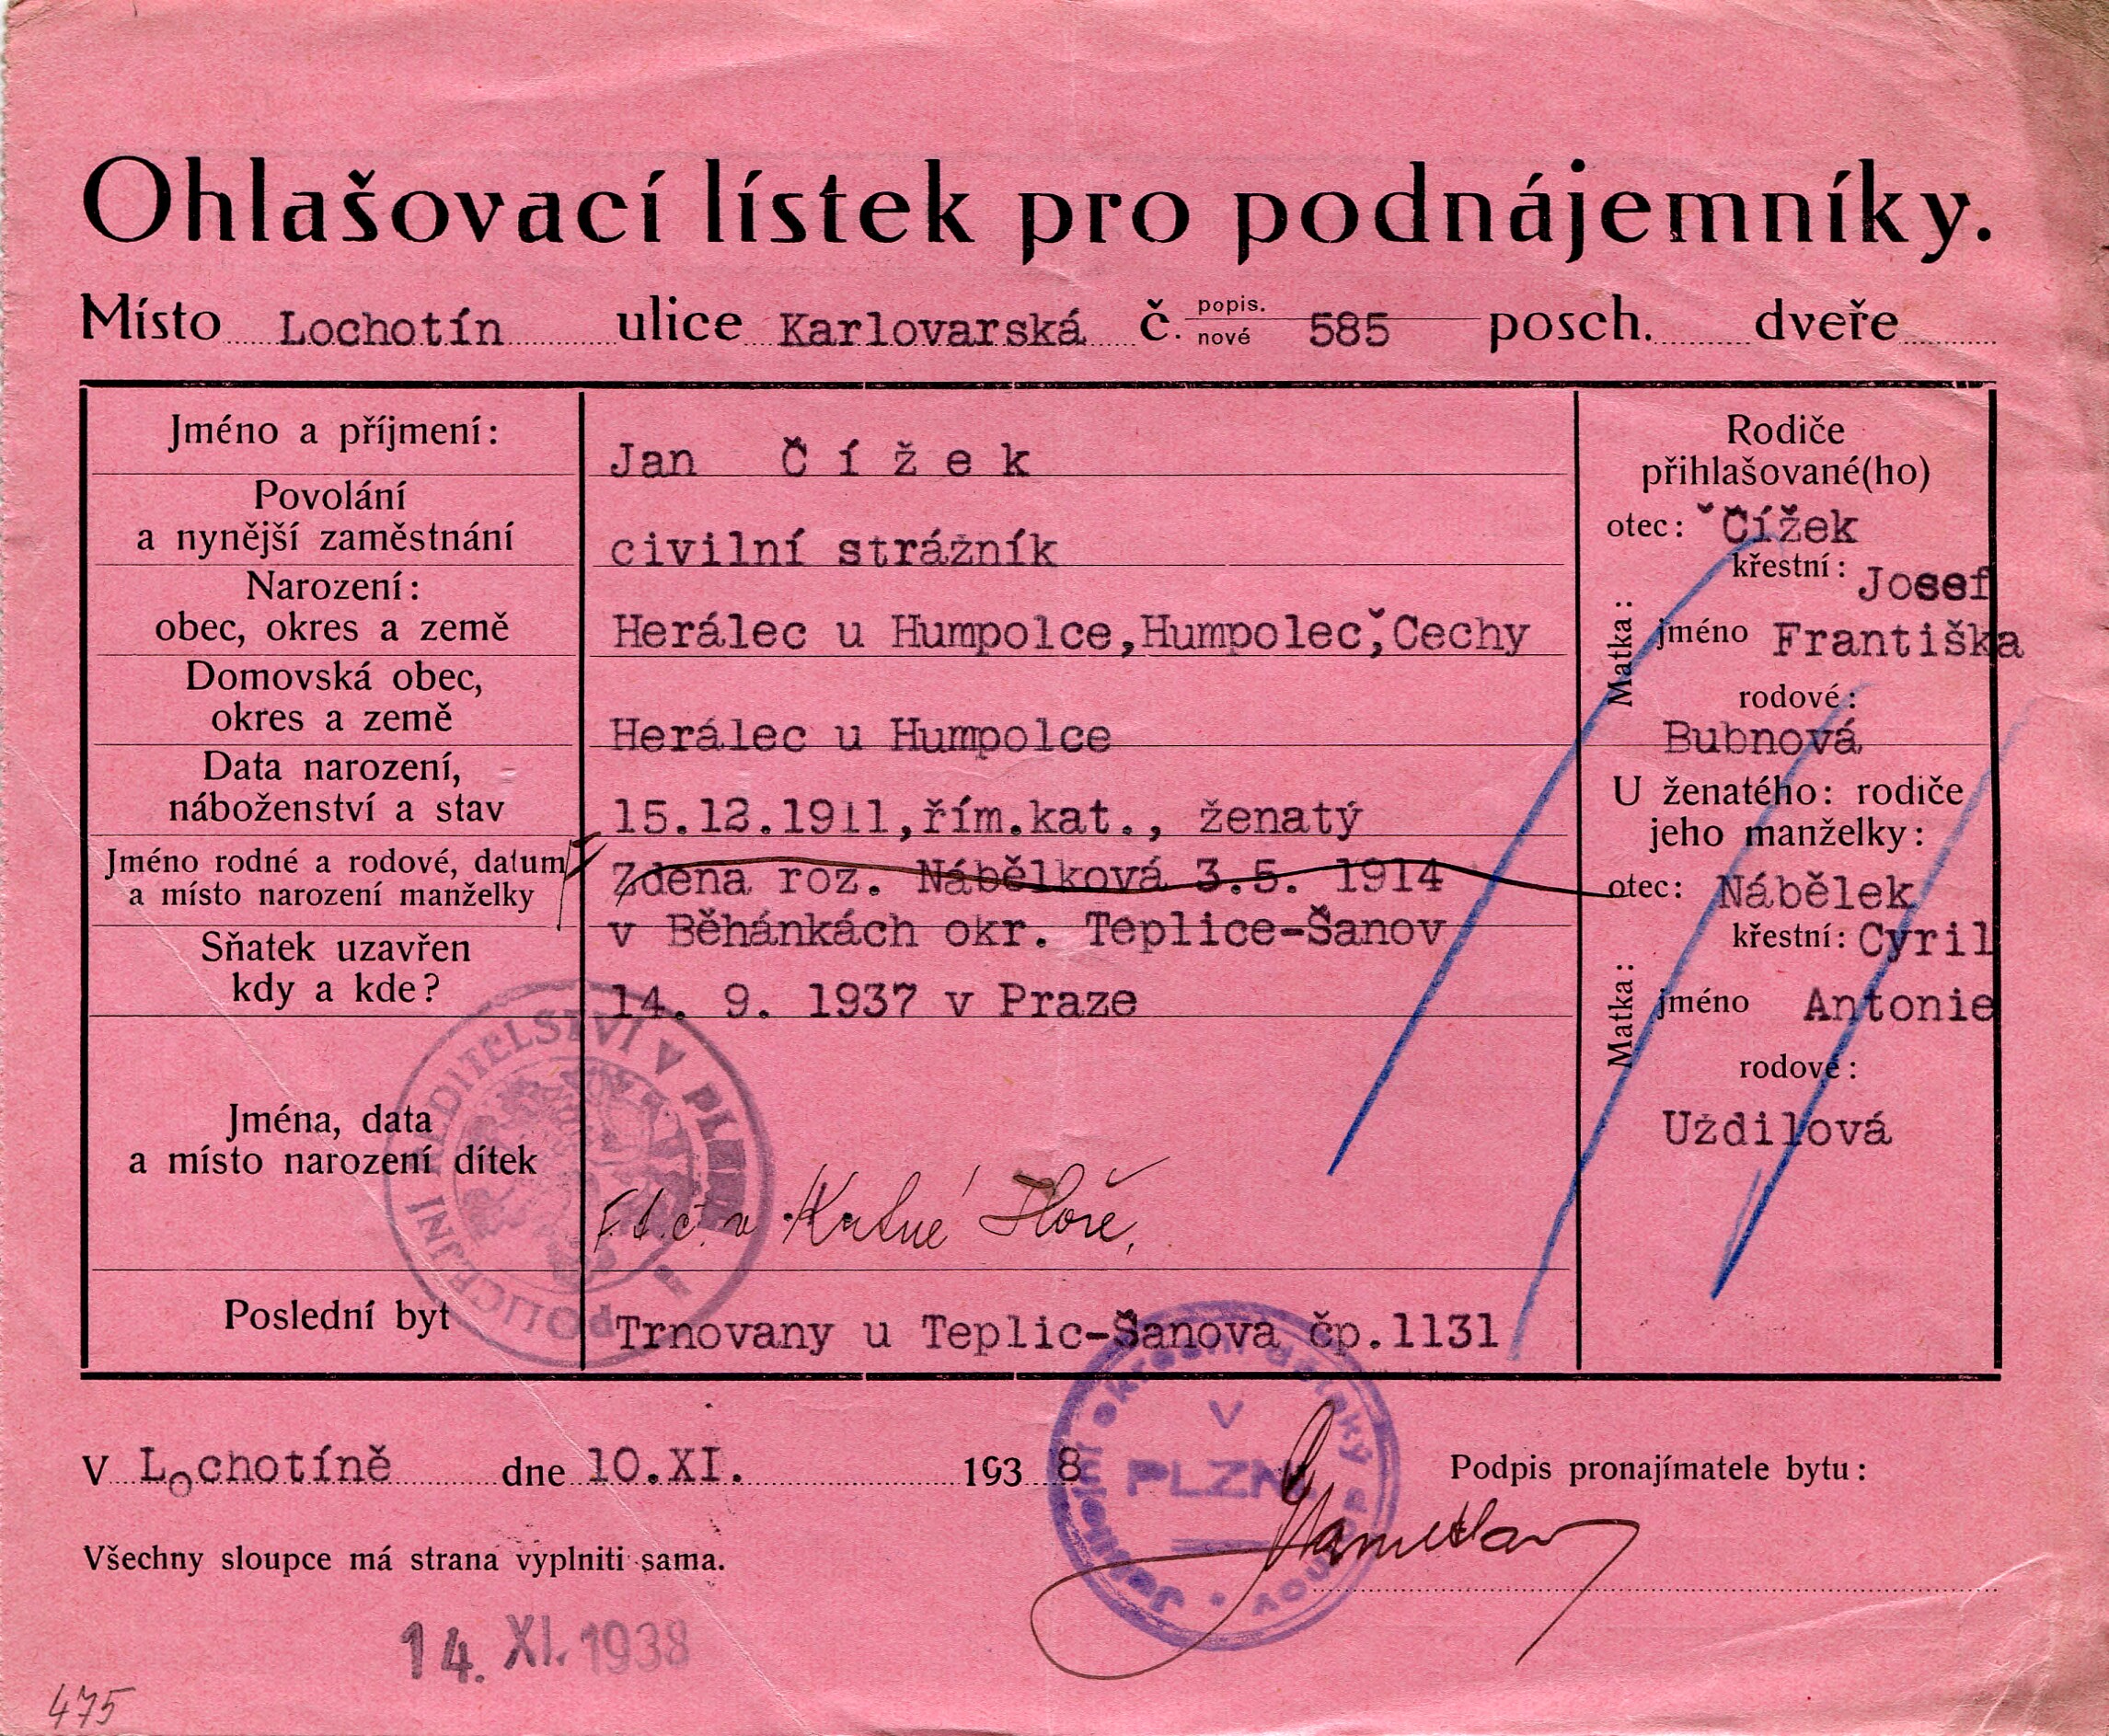 Ohlašovací lístek pro podnájemníky.
Místo Lochotín ulice Karlovarská č. popis. nové 585 posch. dveře
Jméno a příjmení:
Jan Čížek
Povolání
a nynější zaměstnání
civilní strážník
Narození:
obec, okres a země
Herálec u Humpolce,Humpolec,Čechy
Domovská obec,
okres a země
Herálec u Humpolce
Data narození,
náboženství a stav
15.12.1911,řím.kat., ženatý
Jméno rodné a rodové, datum
a místo narození manželky
Zdena roz. Nábělková 3.5. 1914
v Běhánkách okr. Teplice-Šanov
Sňatek uzavřen
kdy a kde?
14. 9. 1937 v Praze
Jména, data
a místo narození dítek
v Kutné Hoře,
Poslední byt
Trnovany u Teplic-Šanova čp.1131
Rodiče
přihlašované(ho)
otec: Čížek
křestní: Josef
Matka:
jméno Františka
rodové:
Bubnová
U ženatého: rodiče
jeho manželky:
otec: Nábělek
křestní: Cyril
Matka:
jméno Antonie
rodové:
Uždilová
POLICEJNÍ ŘEDITELSTVÍ V PLZNI
V Lochotíně dne 10.XI. 1938
V
PLZNI
Podpis pronajímatele bytu:
Všechny sloupce má strana vyplniti sama.
14. XI. 1938
475